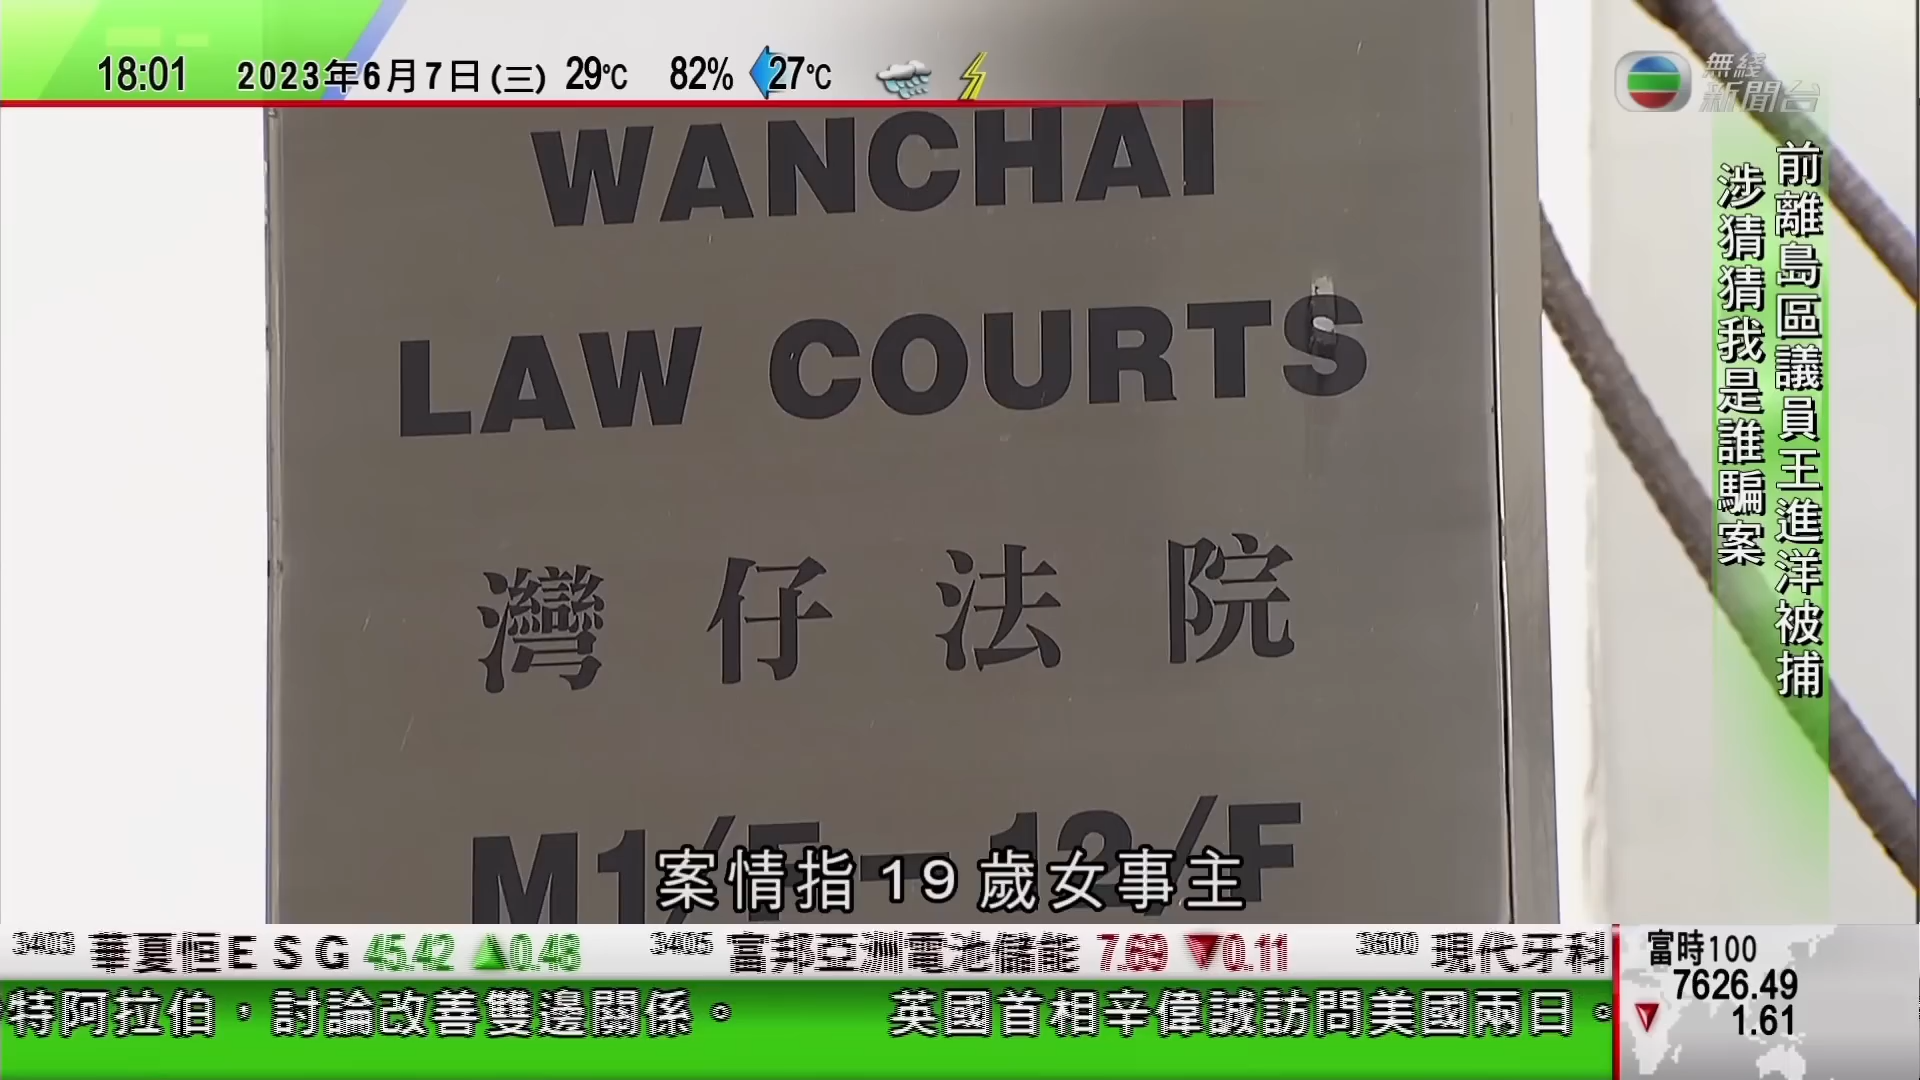 18:01 2023年6月7日(三) 29℃ 82% 27℃
無綫
新聞台
前離島區議員王進洋被捕
涉猜猜我是誰騙案
WANCHAI
LAW COURTS
灣仔法院
M1/F-12/F
案情指19歲女事主
3403 華夏恒ESG 45.42 ▲0.48 3405 富邦亞洲電池儲能 7.69 ▼0.11 3600 現代牙科
特阿拉伯，討論改善雙邊關係。 英國首相辛偉誠訪問美國兩日。
富時100
7626.49
▼ 1.61